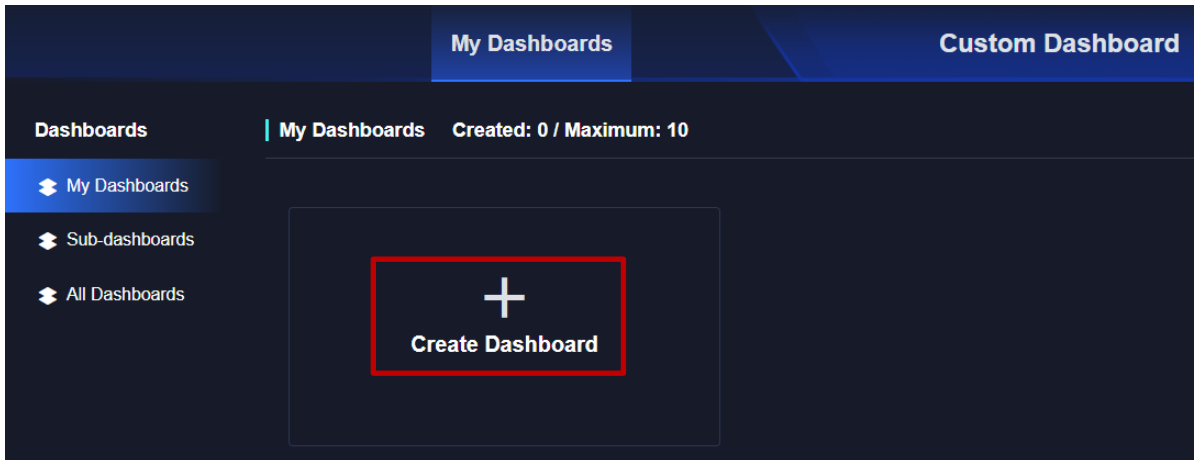 My Dashboards
Custom Dashboard
Dashboards
My Dashboards Created: 0 / Maximum: 10
My Dashboards
Sub-dashboards
All Dashboards
Create Dashboard